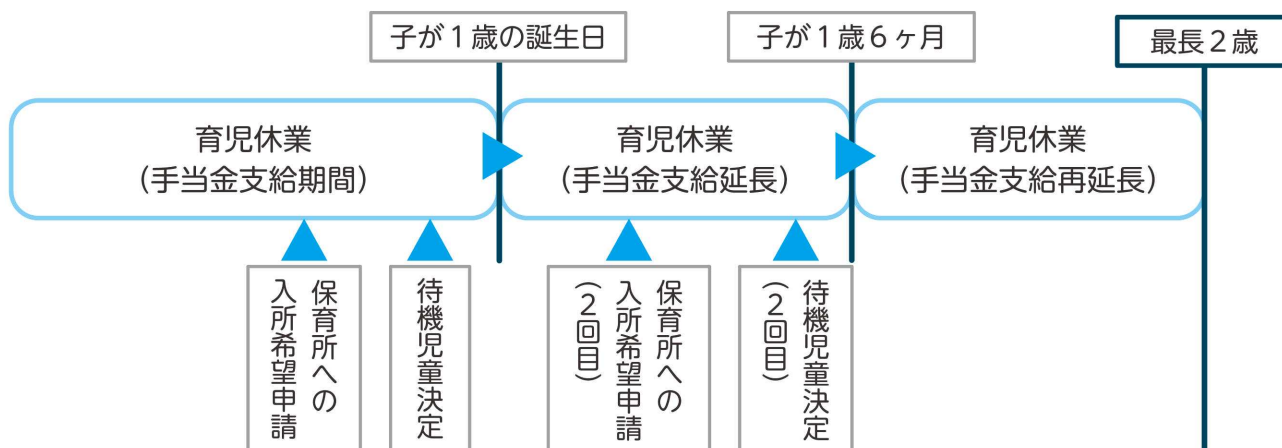 子が１歳の誕生日
子が１歳６ヶ月
最長２歳
育児休業
（手当金支給期間）
育児休業
（手当金支給延長）
育児休業
（手当金支給再延長）
保育所への
入所希望申請
待機児童決定
保育所への
入所希望申請
（２回目）
待機児童決定
（２回目）